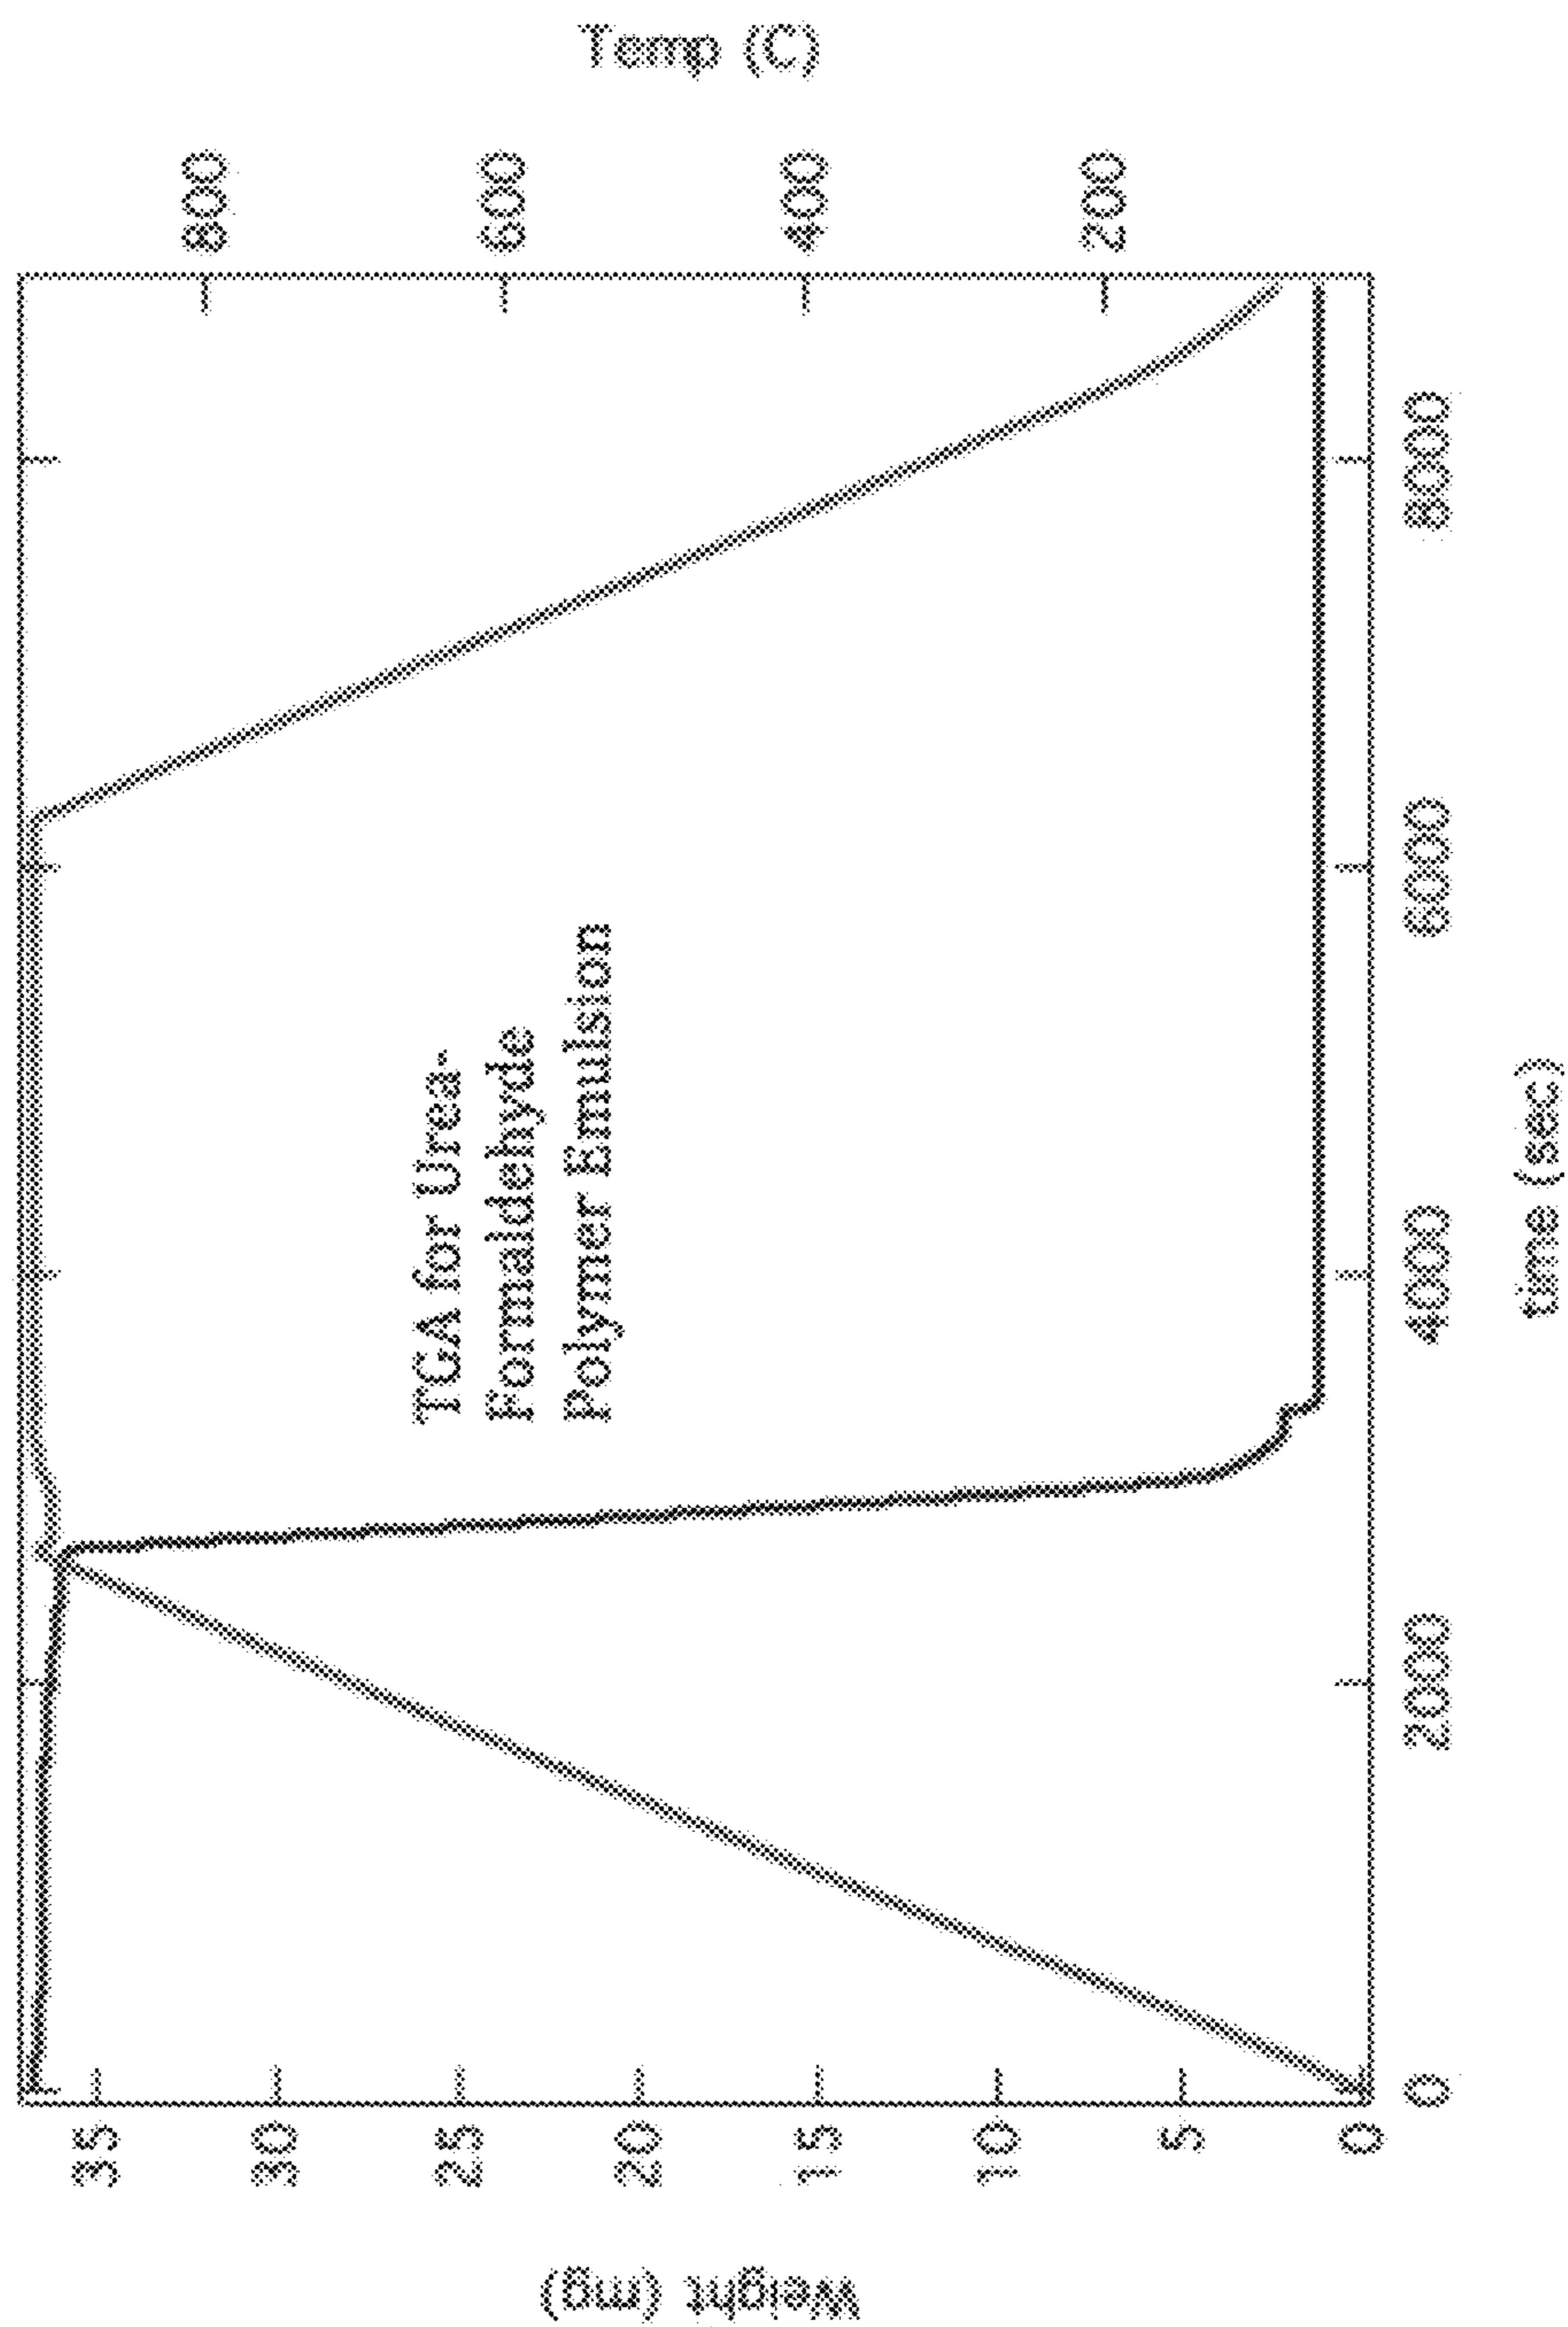 TGA for Urea-
Formaldehyde
Polymer Emulsion
Weight (mg)
35
30
25
20
15
10
5
0
0
2000
4000
6000
8000
time (sec)
800
600
400
200
Temp (C)